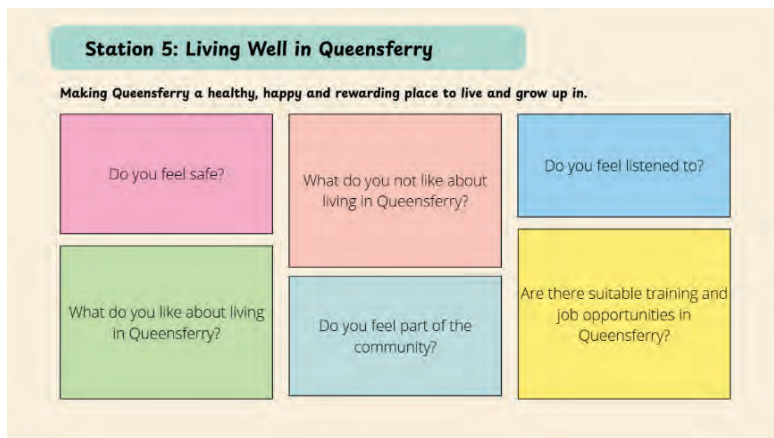 Station 5: Living Well in Queensferry
Making Queensferry a healthy, happy and rewarding place to live and grow up in.
Do you feel safe?
What do you not like about
living in Queensferry?
Do you feel listened to?
What do you like about living
in Queensferry?
Do you feel part of the
community?
Are there suitable training and
job opportunities in
Queensferry?